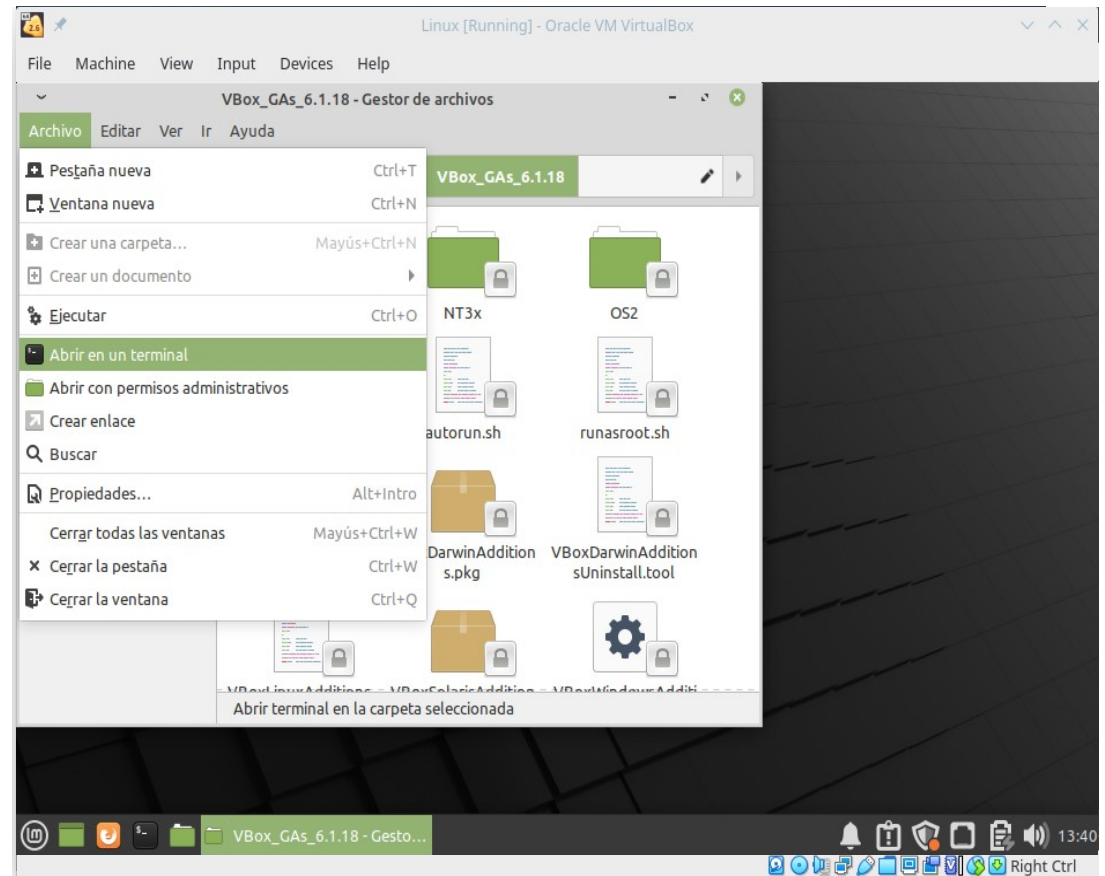 Linux [Running] - Oracle VM VirtualBox
File Machine View Input Devices Help
VBox_GAs_6.1.18 - Gestor de archivos
Archivo Editar Ver Ir Ayuda
Pestaña nueva Ctrl+T
VBox_GAs_6.1.18
Ventana nueva Ctrl+N
Crear una carpeta... Mayús+Ctrl+N
Crear un documento
Ejecutar Ctrl+O
NT3x OS2
Abrir en un terminal
Abrir con permisos administrativos
Crear enlace
autorun.sh runasroot.sh
Buscar
Propiedades... Alt+Intro
Cerrar todas las ventanas Mayús+Ctrl+W
Cerrar la pestaña Ctrl+W
Cerrar la ventana Ctrl+Q
DarwinAddition
s.pkg
VBoxDarwinAddition
sUninstall.tool
Abrir terminal en la carpeta seleccionada
VBox_GAs_6.1.18 - Gesto...
13:40
Right Ctrl